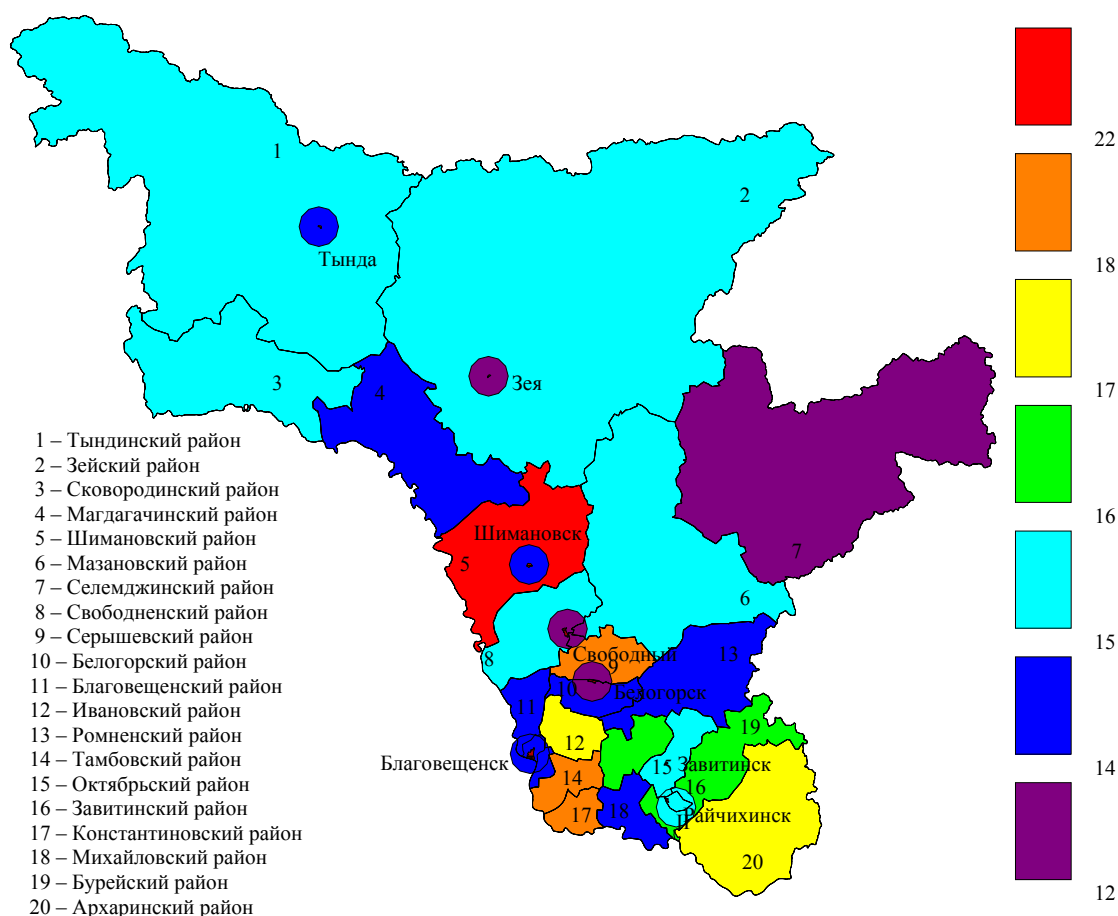 1
2
Тында
3
4
Зея
Шимановск
5
7
6
8
Свободный
9
13
10
Белогорск
11
12
19
Благовещенск
14
15
Завитинск
16
17
18
II
Райчихинск
20
1 – Тындинский район
2 – Зейский район
3 – Сковородинский район
4 – Магдагачинский район
5 – Шимановский район
6 – Мазановский район
7 – Селемджинский район
8 – Свободненский район
9 – Серышевский район
10 – Белогорский район
11 – Благовещенский район
12 – Ивановский район
13 – Ромненский район
14 – Тамбовский район
15 – Октябрьский район
16 – Завитинский район
17 – Константиновский район
18 – Михайловский район
19 – Бурейский район
20 – Архаринский район
22
18
17
16
15
14
12